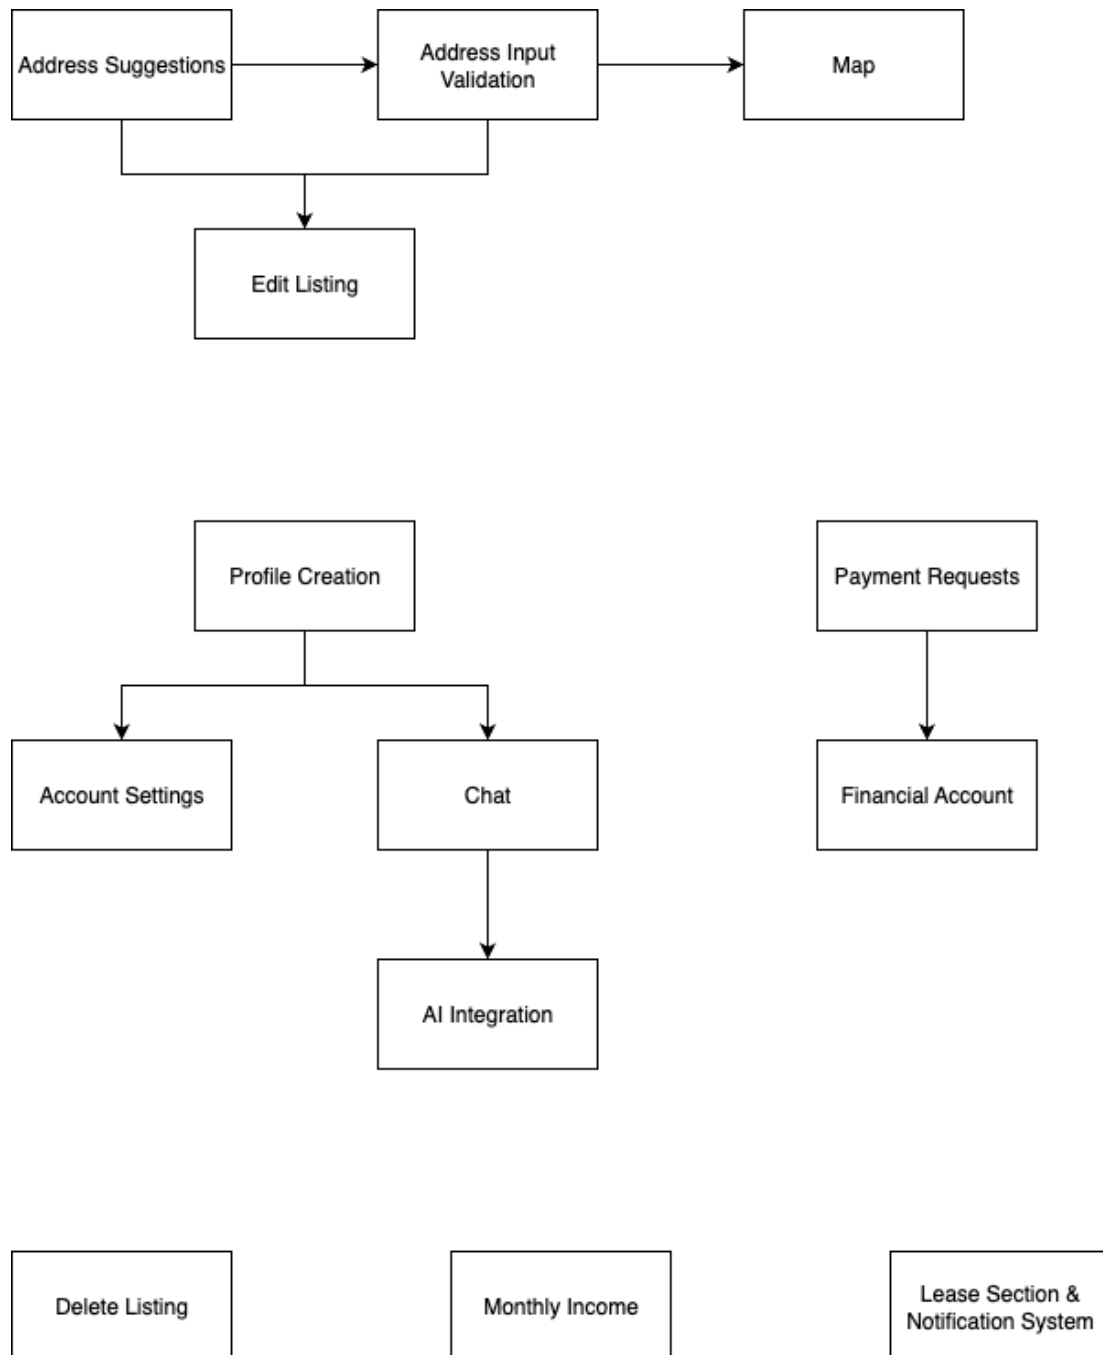 Address Suggestions
Address Input
Validation
Map
Edit Listing
Profile Creation
Payment Requests
Account Settings
Chat
Financial Account
AI Integration
Delete Listing
Monthly Income
Lease Section &
Notification System